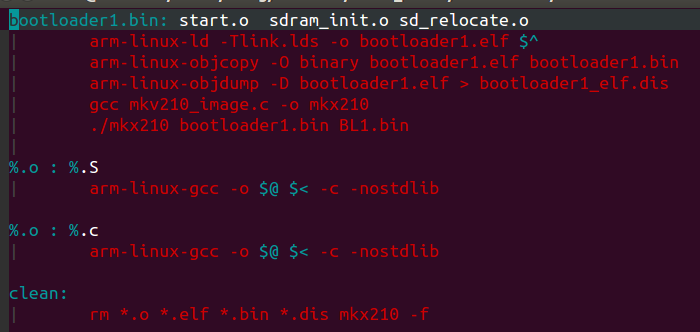 bootloader1.bin: start.o  sdram_init.o sd_relocate.o
|       arm-linux-ld -Tlink.lds -o bootloader1.elf $^
|       arm-linux-objcopy -O binary bootloader1.elf bootloader1.bin
|       arm-linux-objdump -D bootloader1.elf > bootloader1_elf.dis
|       gcc mkv210_image.c -o mkx210
|       ./mkx210 bootloader1.bin BL1.bin
|
%.o : %.S
|       arm-linux-gcc -o $@ $< -c -nostdlib
%.o : %.c
|       arm-linux-gcc -o $@ $< -c -nostdlib
clean:
|       rm *.o *.elf *.bin *.dis mkx210 -f